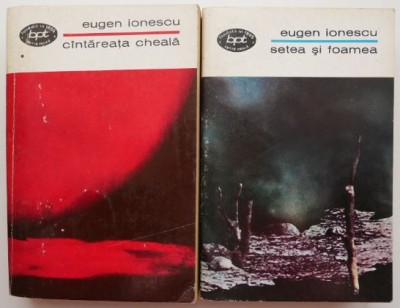 eugen ionescu
cîntăreața cheală
bpt
eugen ionescu
setea și foamea
bpt